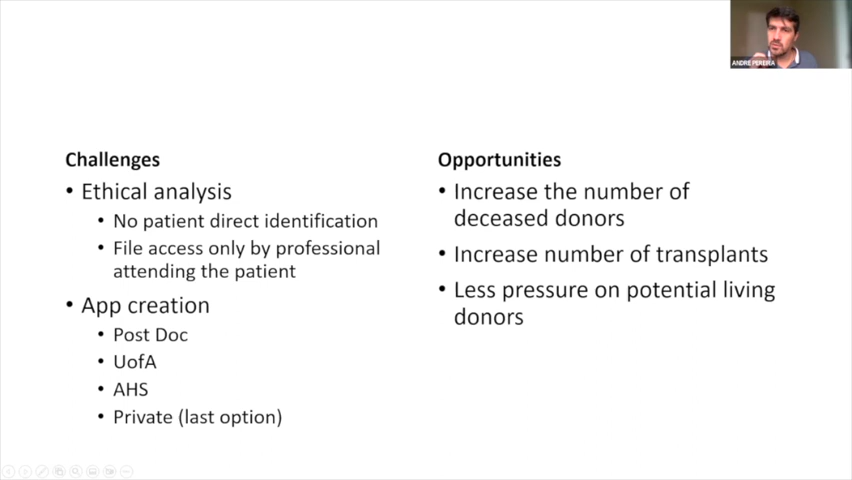 ANDRE PEREIRA
Challenges
• Ethical analysis
• No patient direct identification
• File access only by professional
attending the patient
• App creation
• Post Doc
• UofA
• AHS
• Private (last option)
Opportunities
• Increase the number of
deceased donors
• Increase number of transplants
• Less pressure on potential living
donors